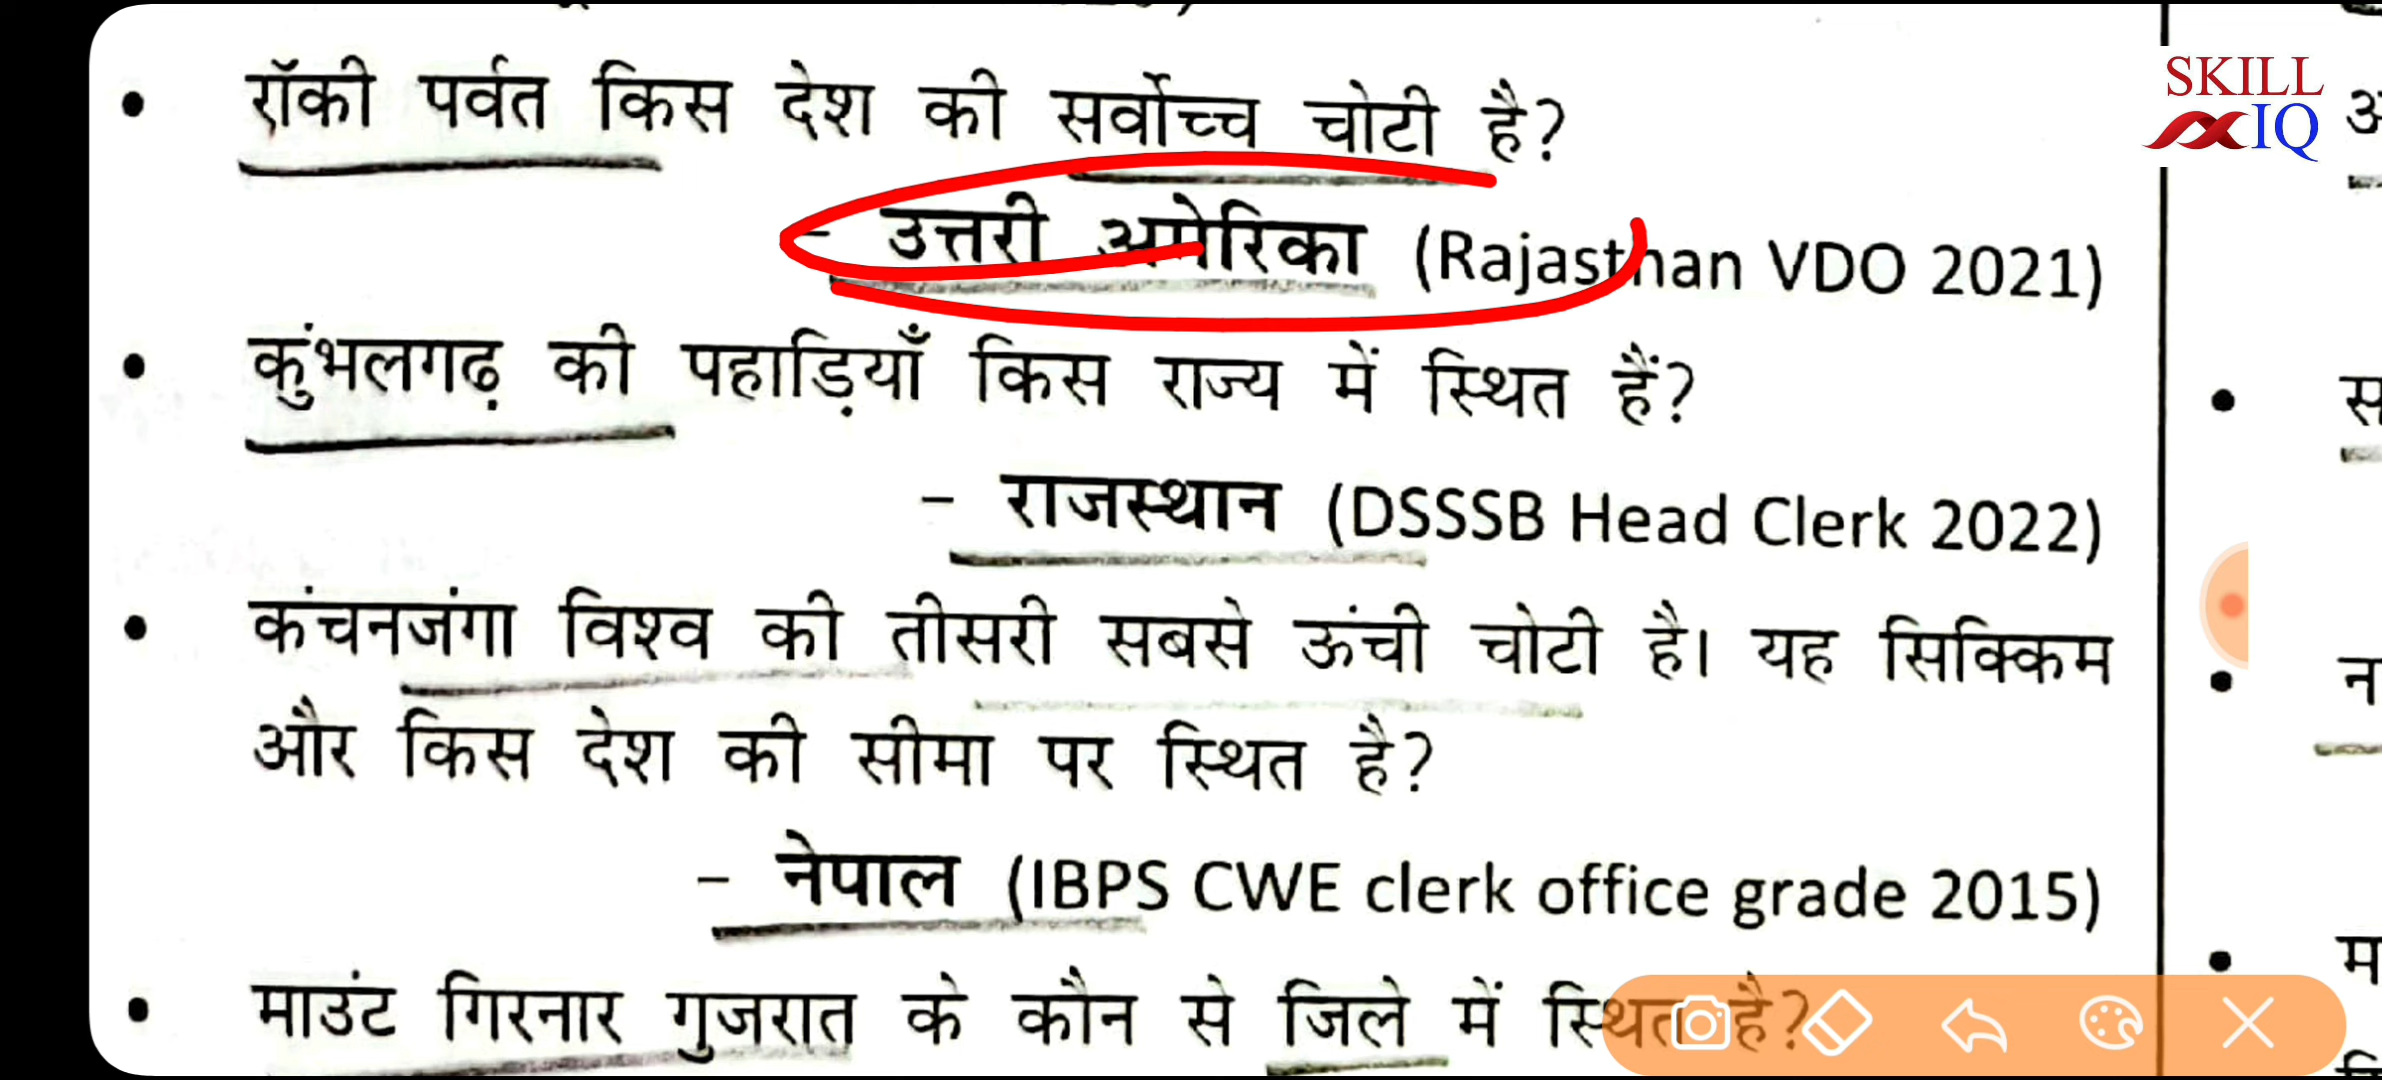 • रॉकी पर्वत किस देश की सर्वोच्च चोटी है?
– उत्तरी अमेरिका (Rajasthan VDO 2021)
• कुंभलगढ़ की पहाड़ियाँ किस राज्य में स्थित हैं?
– राजस्थान (DSSSB Head Clerk 2022)
• कंचनजंगा विश्व की तीसरी सबसे ऊंची चोटी है। यह सिक्किम
और किस देश की सीमा पर स्थित है?
– नेपाल (IBPS CWE clerk office grade 2015)
• माउंट गिरनार गुजरात के कौन से जिले में स्थित है?
SKILL
IQ